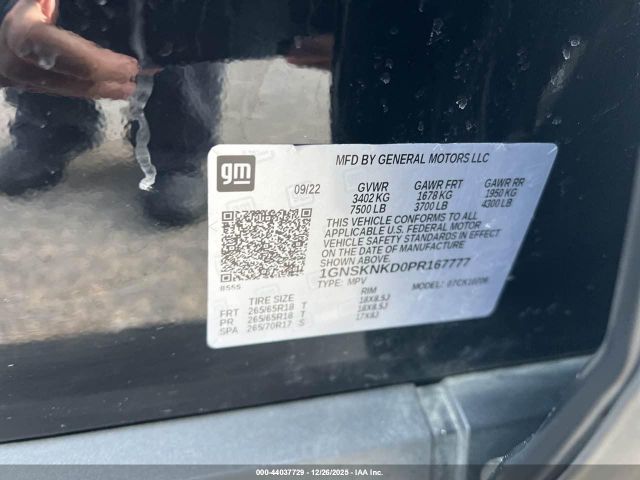 gm
MFD BY GENERAL MOTORS LLC
09/22
GVWR GAWR FRT GAWR RR
3402 KG 1678 KG 1950 KG
7500 LB 3700 LB 4300 LB
THIS VEHICLE CONFORMS TO ALL
APPLICABLE U.S. FEDERAL MOTOR
VEHICLE SAFETY STANDARDS IN EFFECT
ON THE DATE OF MANUFACTURE
SHOWN ABOVE.
1GNSKNKD0PR167777
TYPE: MPV MODEL:
TIRE SIZE RIM
FRT 265/65R18 T 18X8.5J
PR 265/65R18 T 18X8.5J
SPA 265/70R17 S 17X8J
000-44037729 - 12/26/2025 - IAA Inc.